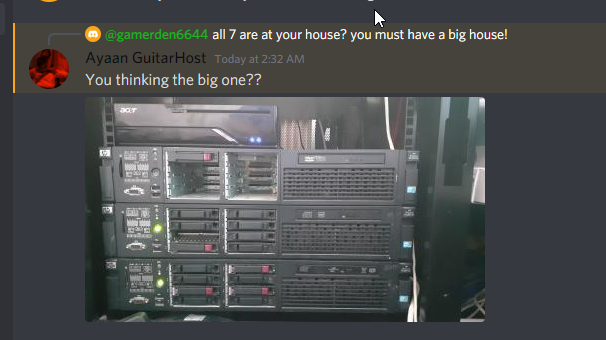 @gamerden6644 all 7 are at your house? you must have a big house!
Ayaan GuitarHost Today at 2:32 AM
You thinking the big one??
acer